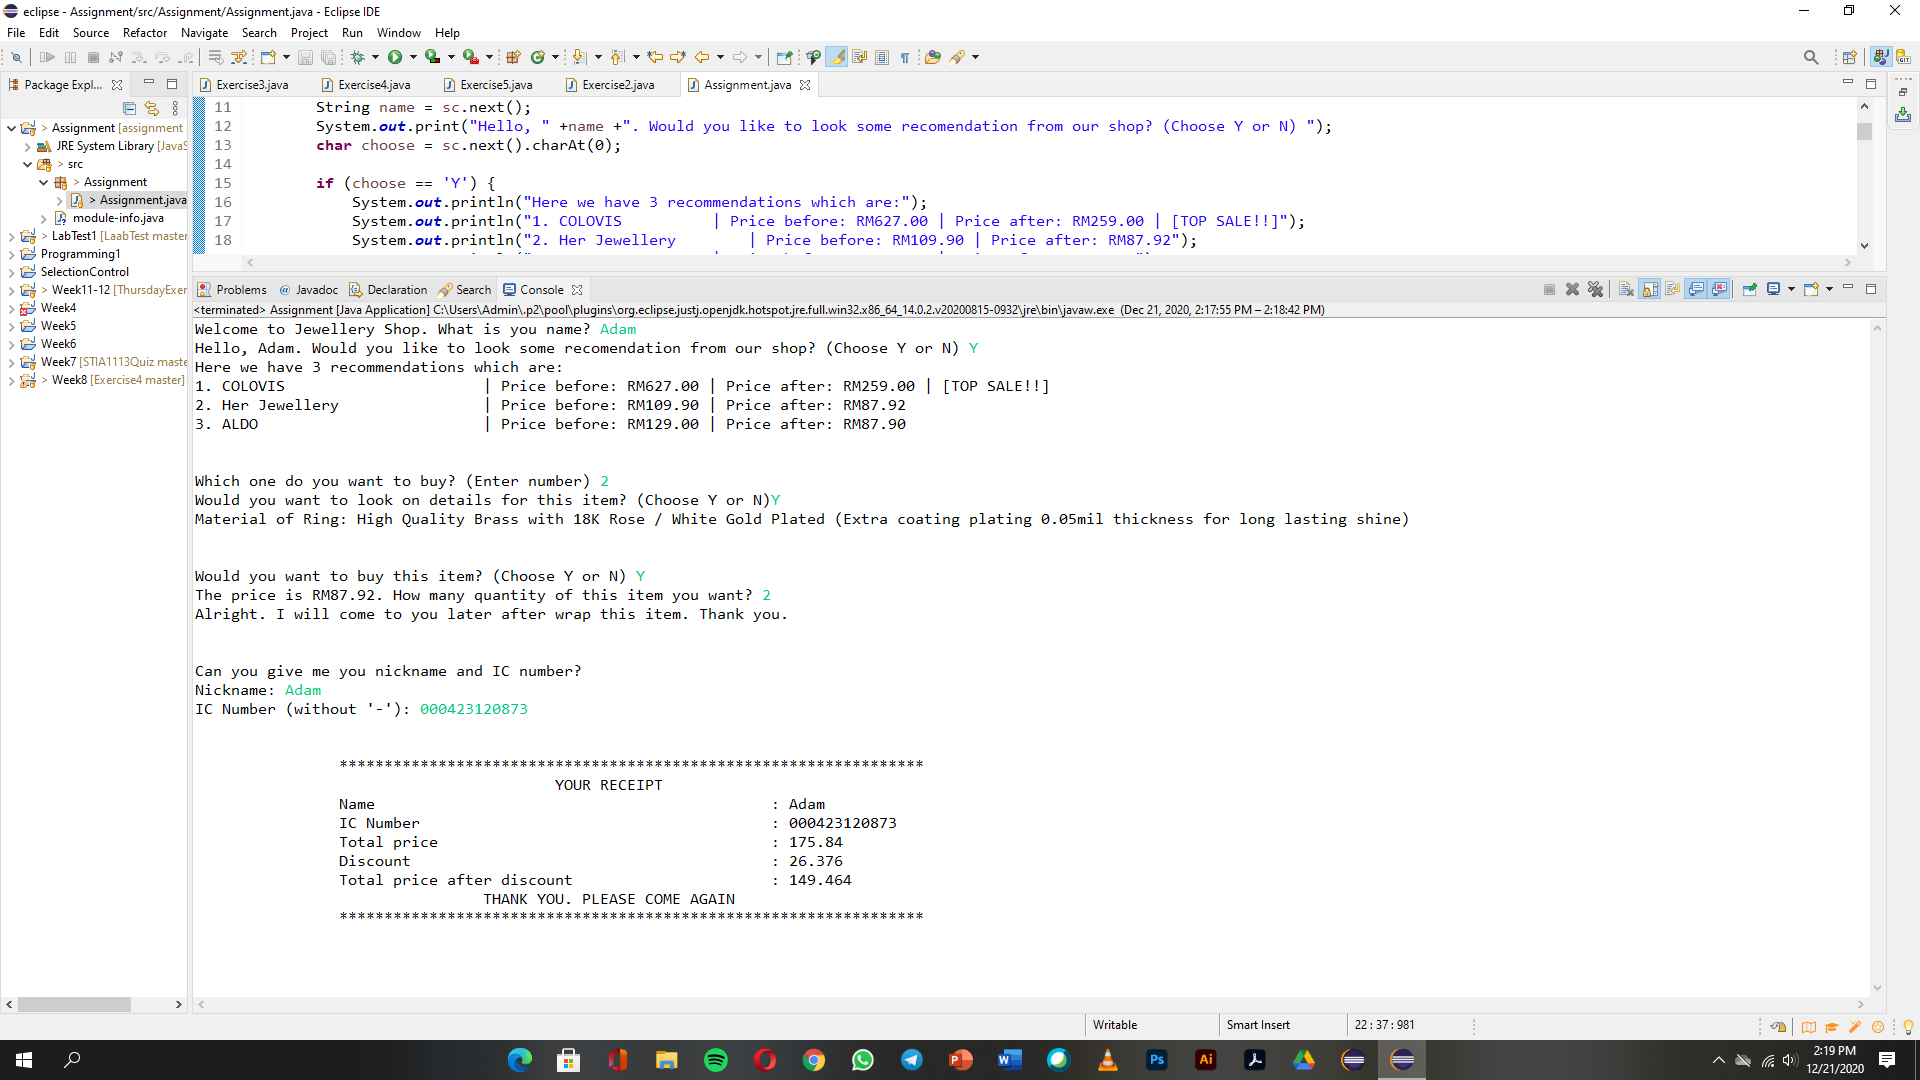 eclipse - Assignment/src/Assignment/Assignment.java - Eclipse IDE
File Edit Source Refactor Navigate Search Project Run Window Help
Package Expl...
Exercise3.java Exercise4.java Exercise5.java Exercise2.java Assignment.java
> Assignment [assignment
JRE System Library [JavaS
> src
> Assignment
> Assignment.java
module-info.java
> LabTest1 [LaabTest master
Programming1
SelectionControl
> Week11-12 [ThursdayExer
Week4
Week5
Week6
Week7 [STIA1113Quiz maste
> Week8 [Exercise4 master]
11 String name = sc.next();
12 System.out.print("Hello, " +name +". Would you like to look some recomendation from our shop? (Choose Y or N) ");
13 char choose = sc.next().charAt(0);
14
15 if (choose == 'Y') {
16 System.out.println("Here we have 3 recommendations which are:");
17 System.out.println("1. COLOVIS | Price before: RM627.00 | Price after: RM259.00 | [TOP SALE!!]");
18 System.out.println("2. Her Jewellery | Price before: RM109.90 | Price after: RM87.92");
Problems @ Javadoc Declaration Search Console
<terminated> Assignment [Java Application] C:\Users\Admin\.p2\pool\plugins\org.eclipse.justj.openjdk.hotspot.jre.full.win32.x86_64_14.0.2.v20200815-0932\jre\bin\javaw.exe (Dec 21, 2020, 2:17:55 PM – 2:18:42 PM)
Welcome to Jewellery Shop. What is you name? Adam
Hello, Adam. Would you like to look some recomendation from our shop? (Choose Y or N) Y
Here we have 3 recommendations which are:
1. COLOVIS | Price before: RM627.00 | Price after: RM259.00 | [TOP SALE!!]
2. Her Jewellery | Price before: RM109.90 | Price after: RM87.92
3. ALDO | Price before: RM129.00 | Price after: RM87.90
Which one do you want to buy? (Enter number) 2
Would you want to look on details for this item? (Choose Y or N)Y
Material of Ring: High Quality Brass with 18K Rose / White Gold Plated (Extra coating plating 0.05mil thickness for long lasting shine)
Would you want to buy this item? (Choose Y or N) Y
The price is RM87.92. How many quantity of this item you want? 2
Alright. I will come to you later after wrap this item. Thank you.
Can you give me you nickname and IC number?
Nickname: Adam
IC Number (without '-'): 000423120873
*****************************************************************
YOUR RECEIPT
Name : Adam
IC Number : 000423120873
Total price : 175.84
Discount : 26.376
Total price after discount : 149.464
THANK YOU. PLEASE COME AGAIN
*****************************************************************
Writable Smart Insert 22 : 37 : 981
2:19 PM
12/21/2020